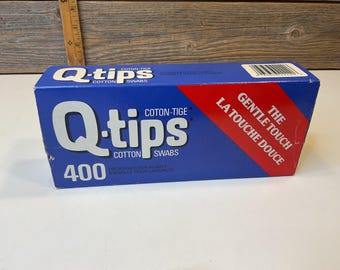 COTON-TIGE
Q·tips
COTTON SWABS
COTON-TIGE
Q·tips
COTTON SWABS
400
THE
GENTLE TOUCH
LA TOUCHE DOUCE